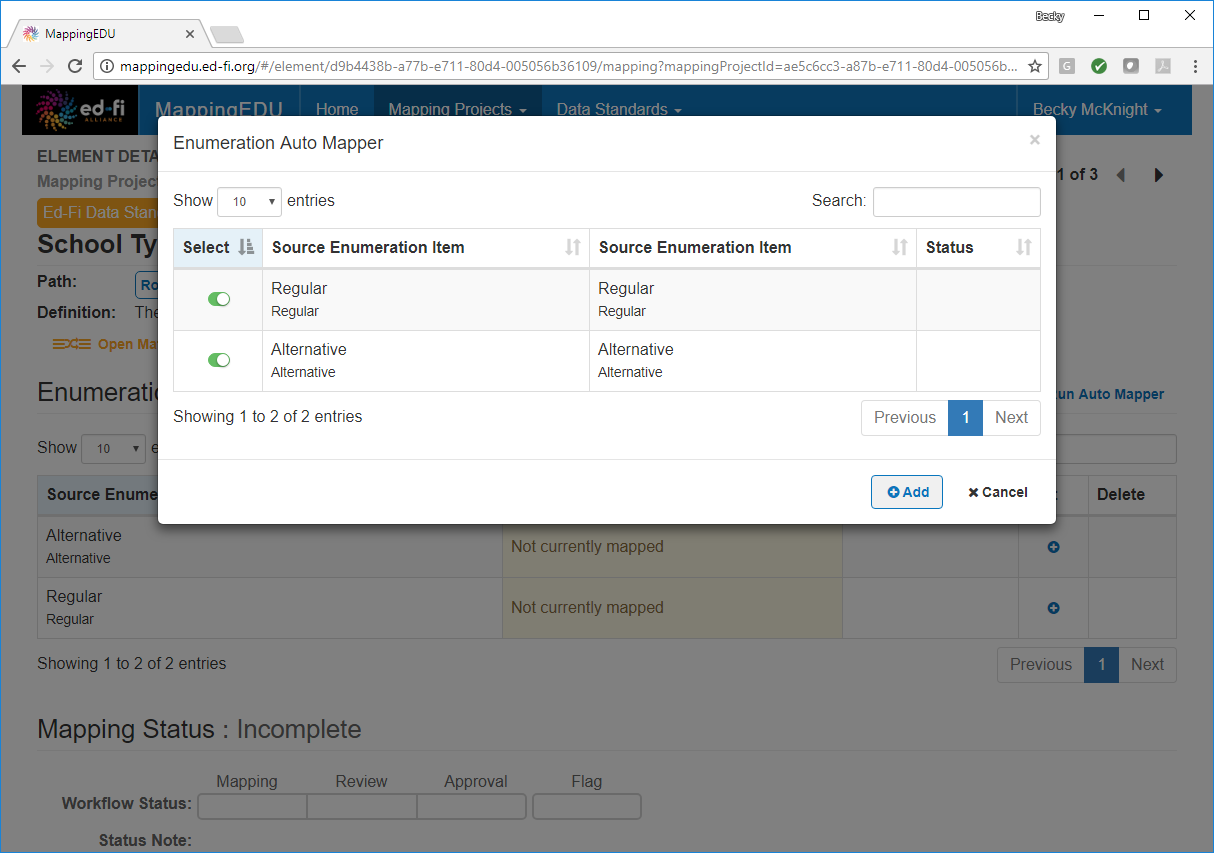 Becky
MappingEDU
mappingedu.ed-fi.org/#/element/d9b4438b-a77b-e711-80d4-005056b36109/mapping?mappingProjectId=ae5c6cc3-a87b-e711-80d4-005056b...
ed-fi
ALLIANCE
MappingEDU
Home
Mapping Projects
Data Standards
Becky McKnight
Enumeration Auto Mapper
×
ELEMENT DETA
Mapping Projec
1 of 3
Ed-Fi Data Stan
School Ty
Path:
Ro
Definition: The
Open Ma
Show 10 entries
Search:
Select Source Enumeration Item Source Enumeration Item Status
Regular Regular
Regular Regular
Alternative Alternative
Alternative Alternative
Showing 1 to 2 of 2 entries
Previous 1 Next
Add
Cancel
Enumeratio
Auto Mapper
Show 10 e
Source Enume
Delete
Alternative
Alternative
Not currently mapped
Regular
Regular
Not currently mapped
Showing 1 to 2 of 2 entries
Previous 1 Next
Mapping Status : Incomplete
Mapping Review Approval Flag
Workflow Status:
Status Note: